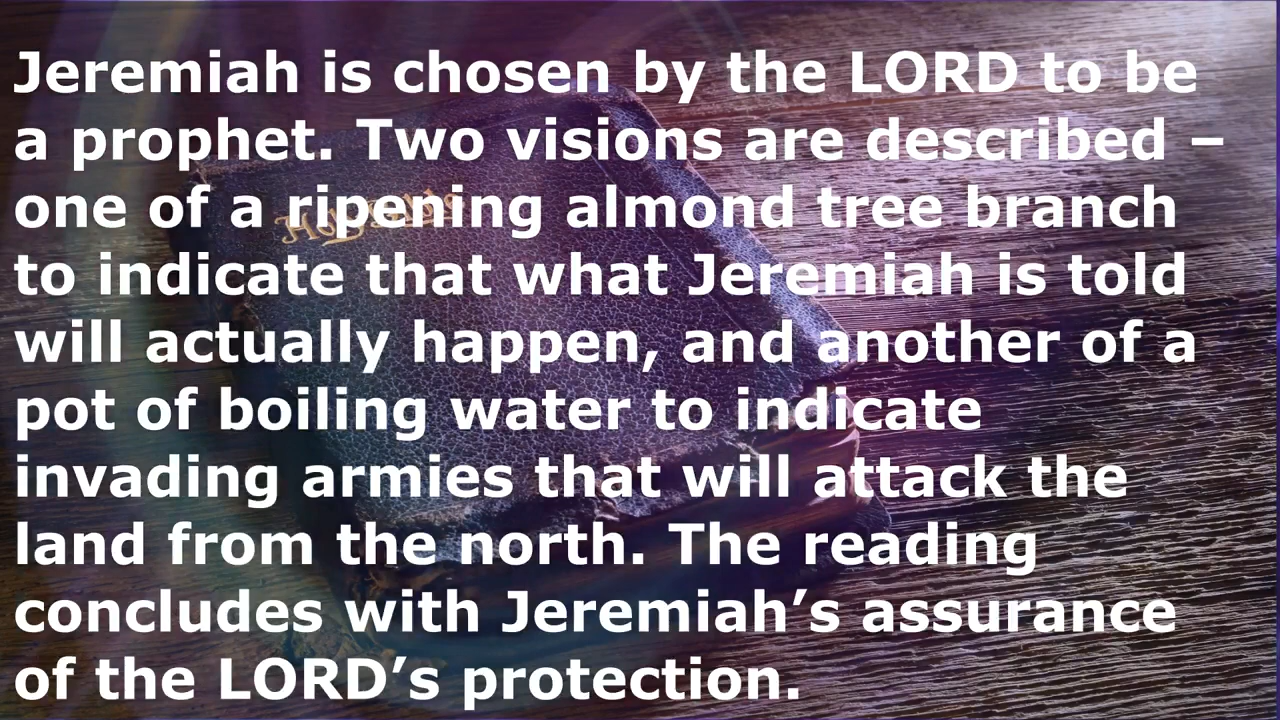 Jeremiah is chosen by the LORD to be
a prophet. Two visions are described –
one of a ripening almond tree branch
to indicate that what Jeremiah is told
will actually happen, and another of a
pot of boiling water to indicate
invading armies that will attack the
land from the north. The reading
concludes with Jeremiah’s assurance
of the LORD’s protection.
Holy Bible